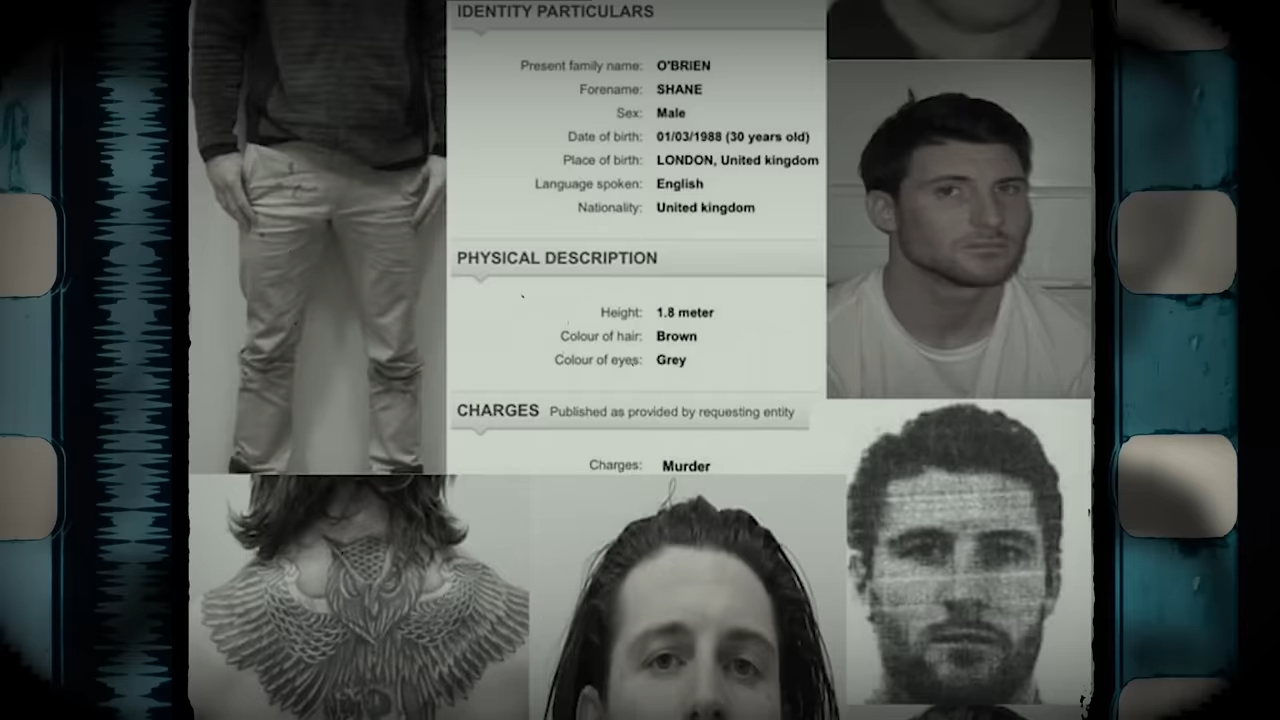 IDENTITY PARTICULARS
Present family name: O'BRIEN
Forename: SHANE
Sex: Male
Date of birth: 01/03/1988 (30 years old)
Place of birth: LONDON, United kingdom
Language spoken: English
Nationality: United kingdom
PHYSICAL DESCRIPTION
Height: 1.8 meter
Colour of hair: Brown
Colour of eyes: Grey
CHARGES Published as provided by requesting entity
Charges: Murder